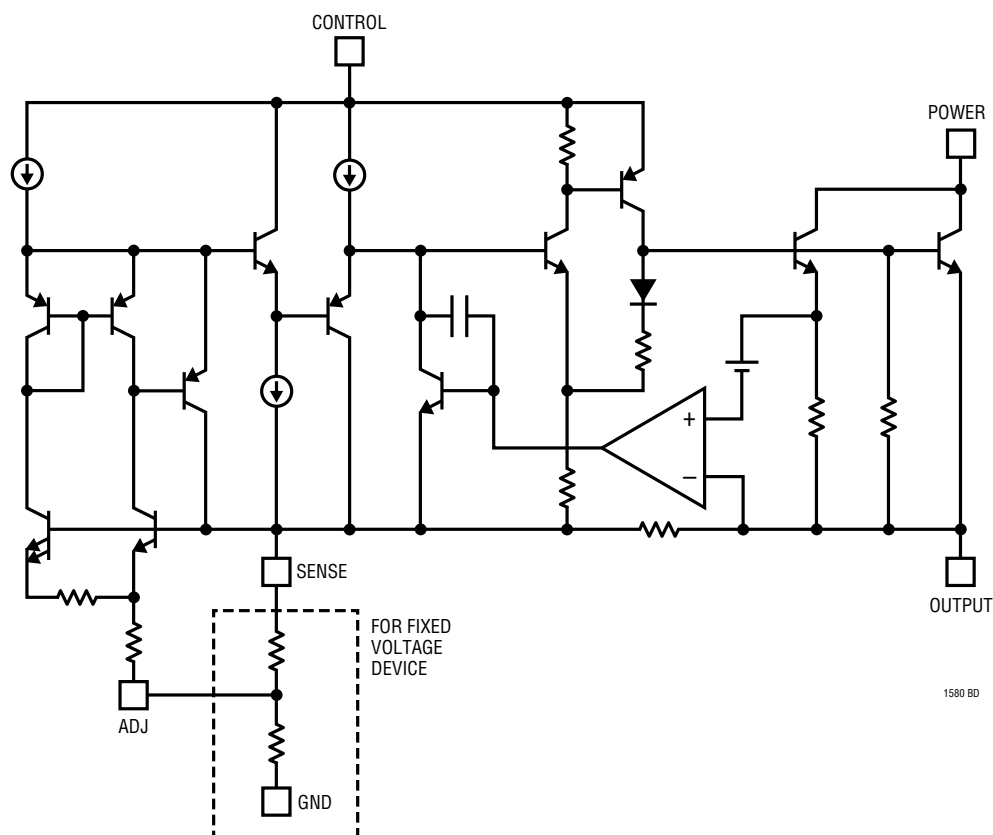 CONTROL
POWER
+
–
SENSE
OUTPUT
FOR FIXED
VOLTAGE
DEVICE
ADJ
1580 BD
GND